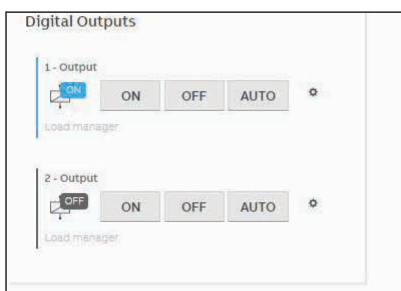 Digital Outputs
1 - Output
ON
ON OFF AUTO
Load manager
2 - Output
OFF
ON OFF AUTO
Load manager